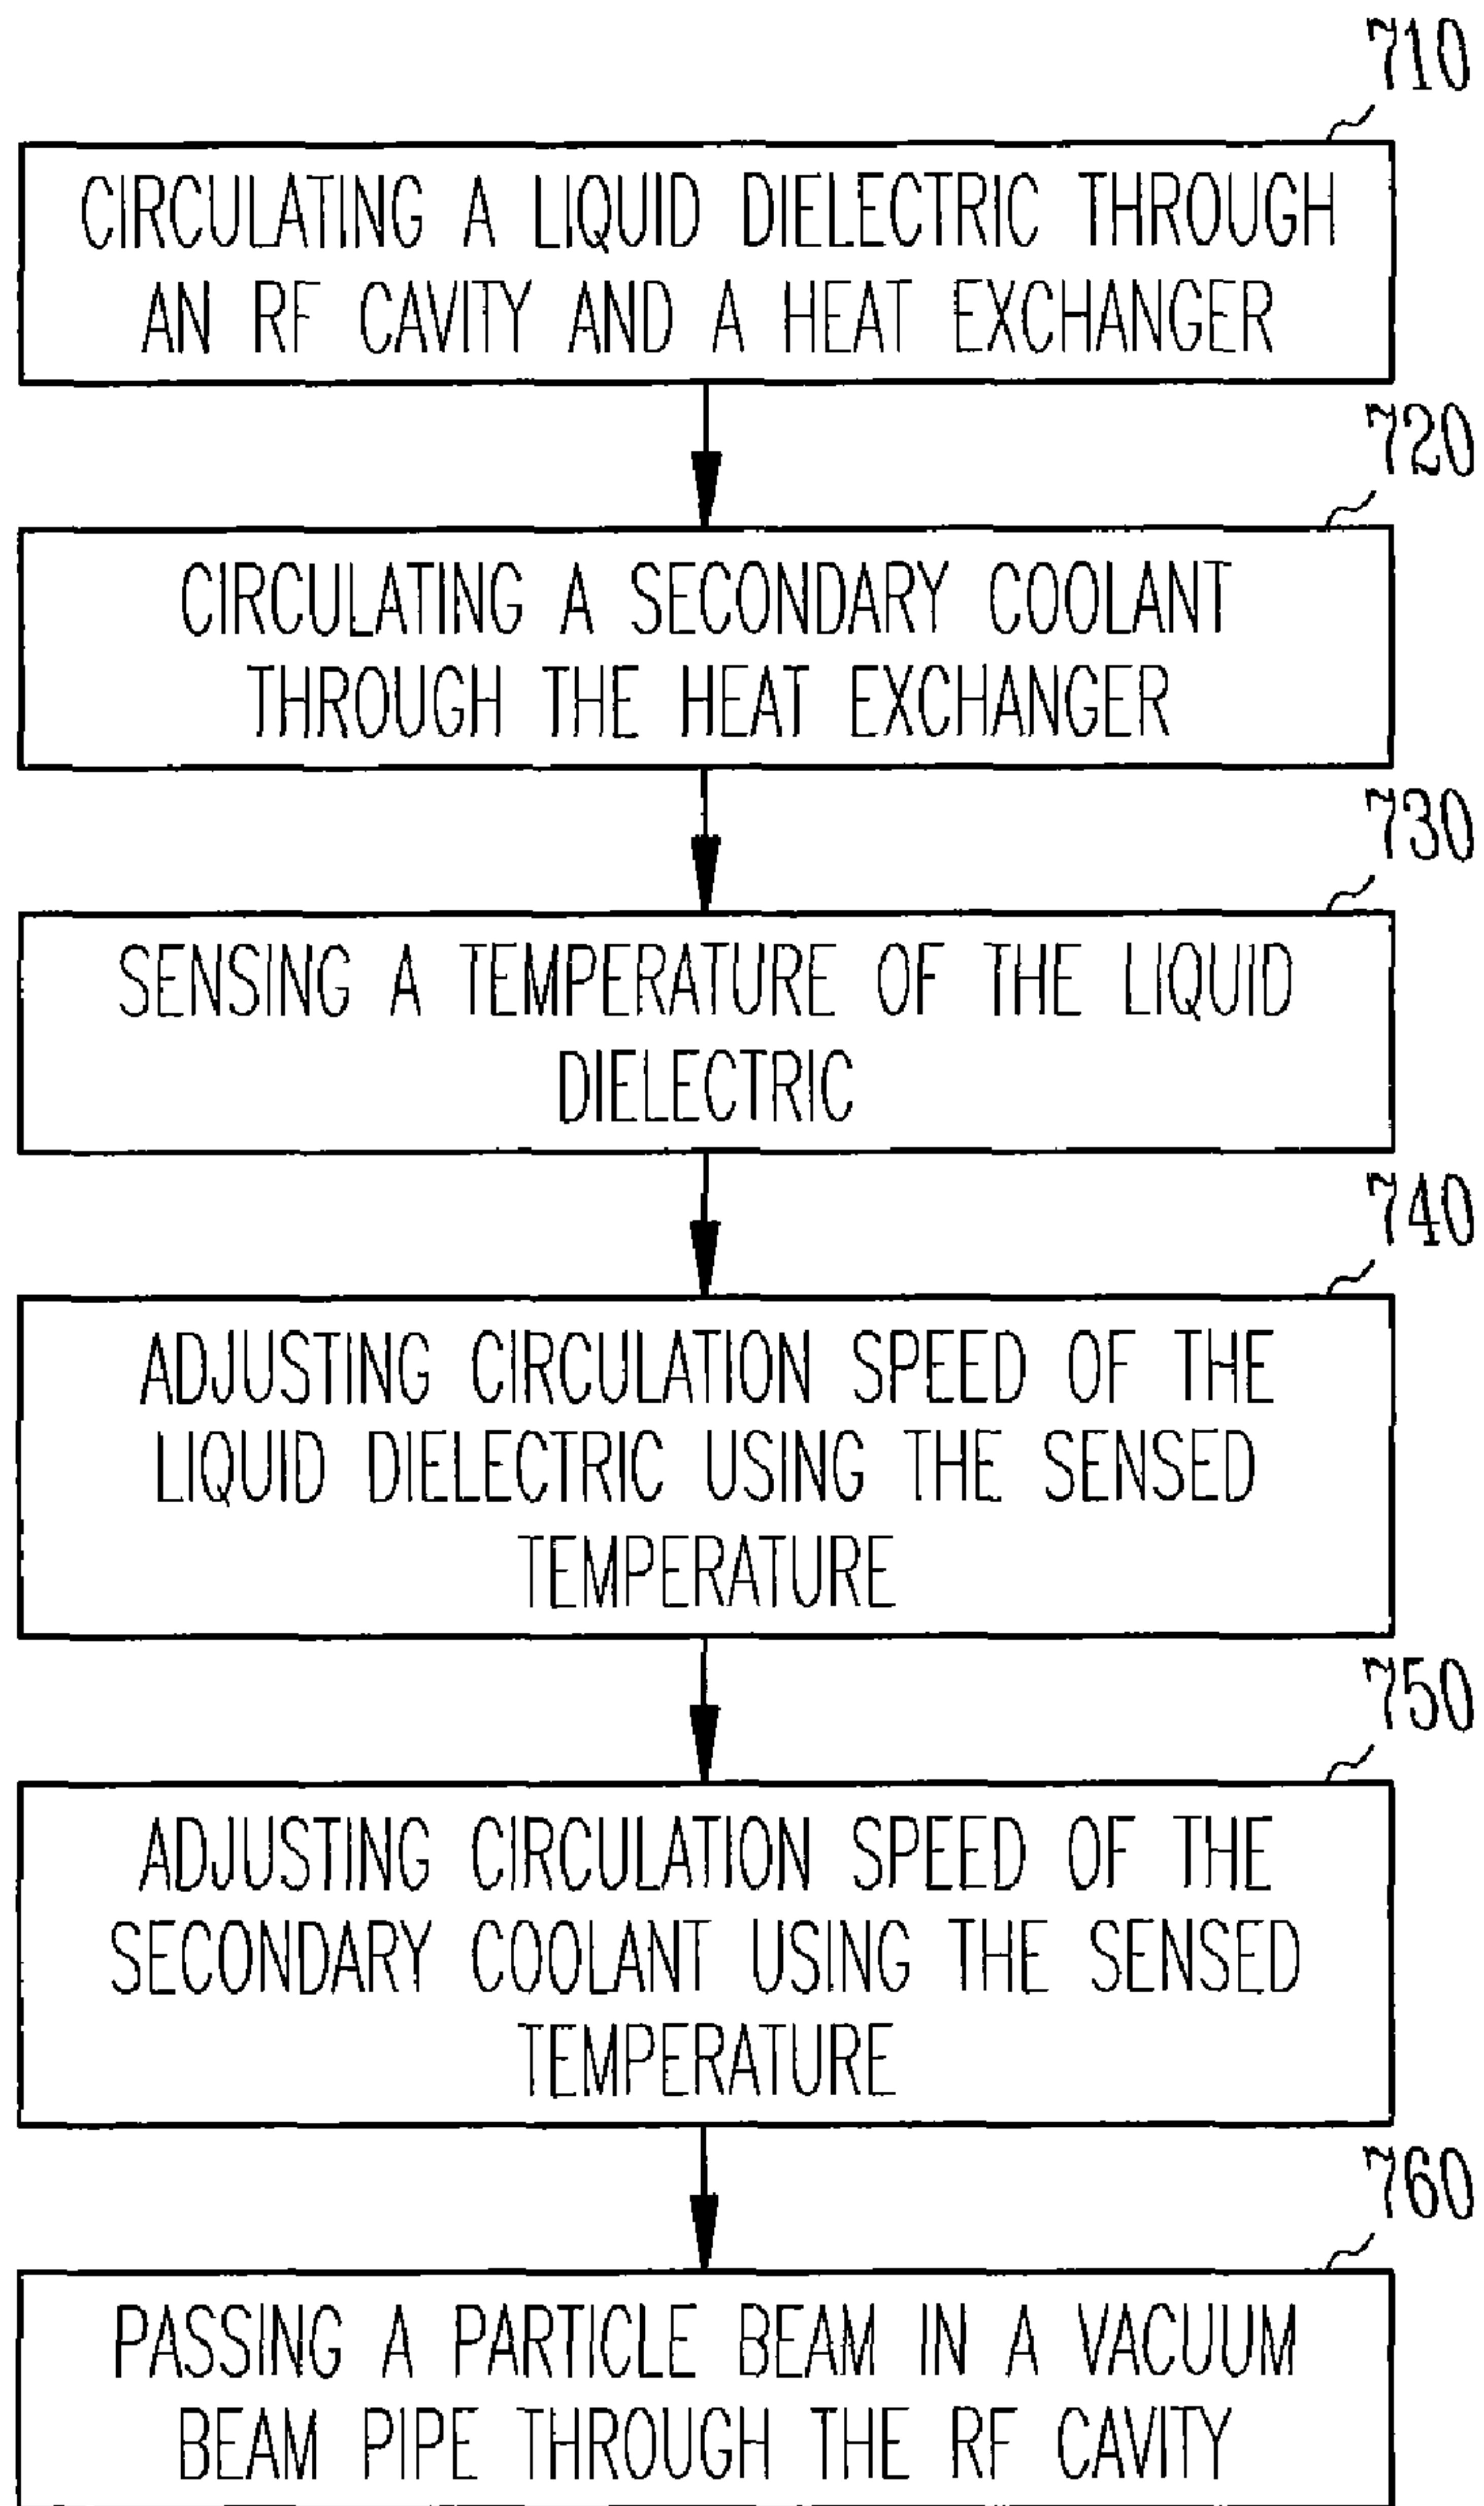 710
CIRCULATING A LIQUID DIELECTRIC THROUGH
AN RF CAVITY AND A HEAT EXCHANGER
720
CIRCULATING A SECONDARY COOLANT
THROUGH THE HEAT EXCHANGER
730
SENSING A TEMPERATURE OF THE LIQUID
DIELECTRIC
740
ADJUSTING CIRCULATION SPEED OF THE
LIQUID DIELECTRIC USING THE SENSED
TEMPERATURE
750
ADJUSTING CIRCULATION SPEED OF THE
SECONDARY COOLANT USING THE SENSED
TEMPERATURE
760
PASSING A PARTICLE BEAM IN A VACUUM
BEAM PIPE THROUGH THE RF CAVITY